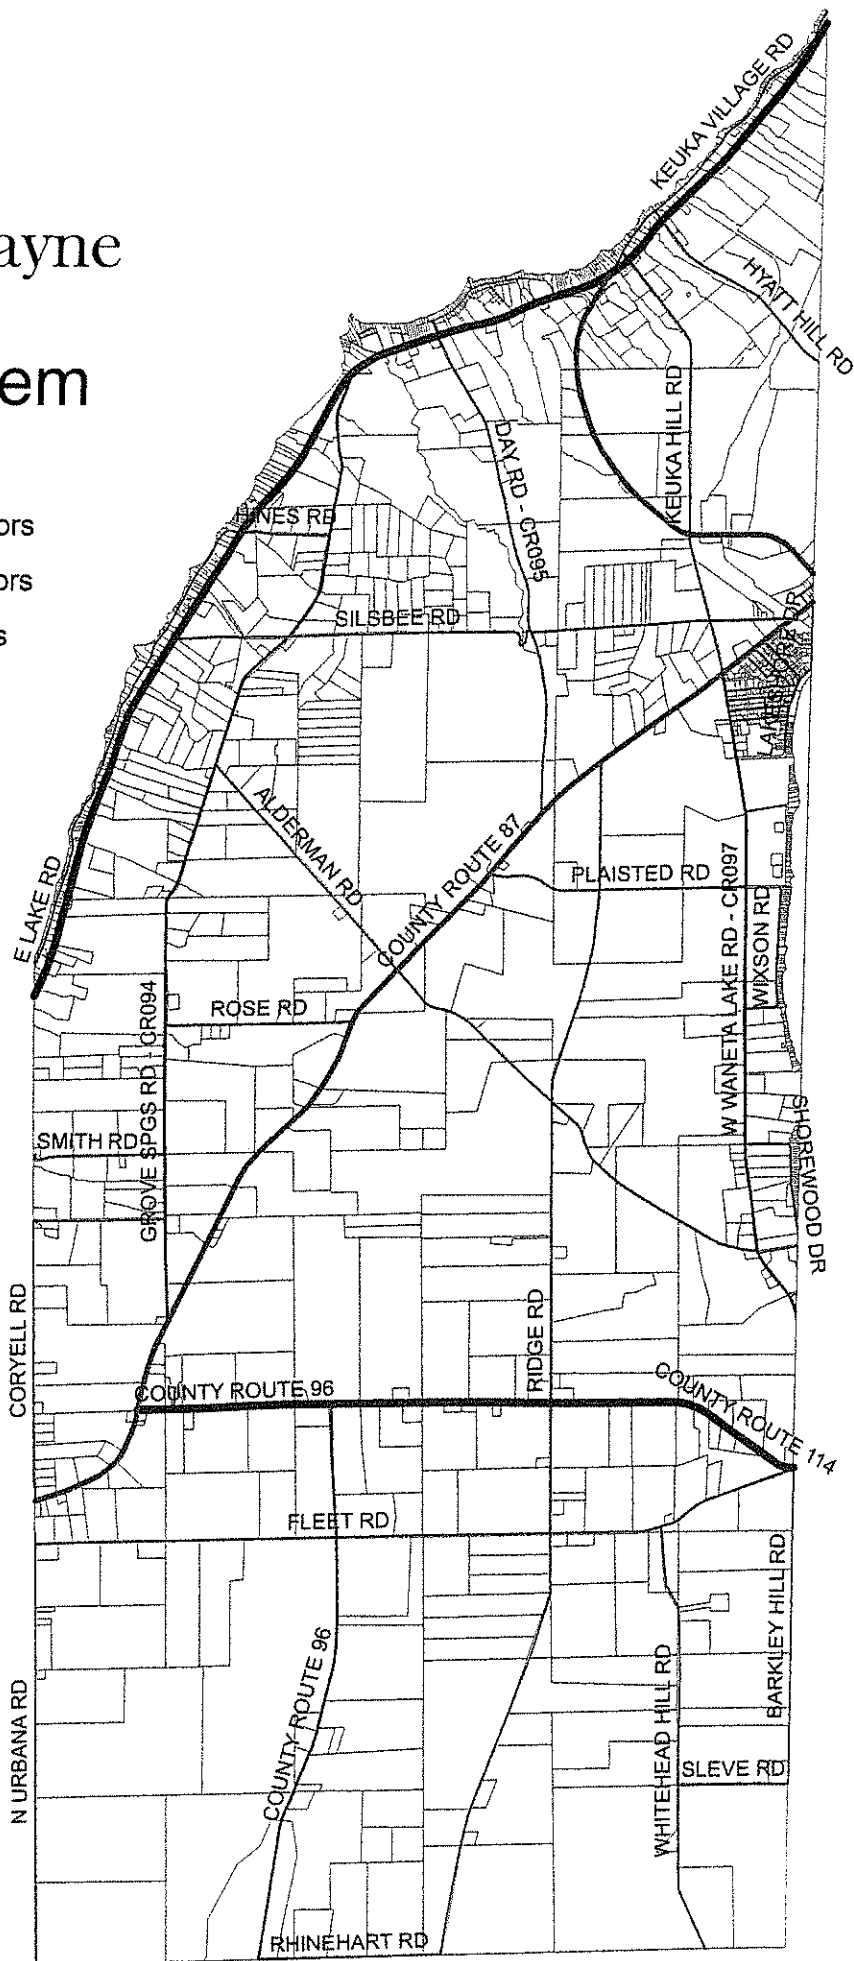 KEUKA VILLAGE RD
ayne
HYATT HILL RD
em
KEUKA HILL RD
DAY RD - CR095
ors
HINES RD
ors
SILSBEE RD
s
LAKESHORE DR
ALDERMAN RD
COUNTY ROUTE 87
PLAISTED RD
E LAKE RD
W WANETA LAKE RD - CR097
WIXSON RD
GROVE SPGS RD - CR094
ROSE RD
SMITH RD
SHOREWOOD DR
CORYELL RD
RIDGE RD
COUNTY ROUTE 96
COUNTY ROUTE 114
FLEET RD
BARKLEY HILL RD
COUNTY ROUTE 96
WHITEHEAD HILL RD
N URBANA RD
SLEVE RD
RHINEHART RD